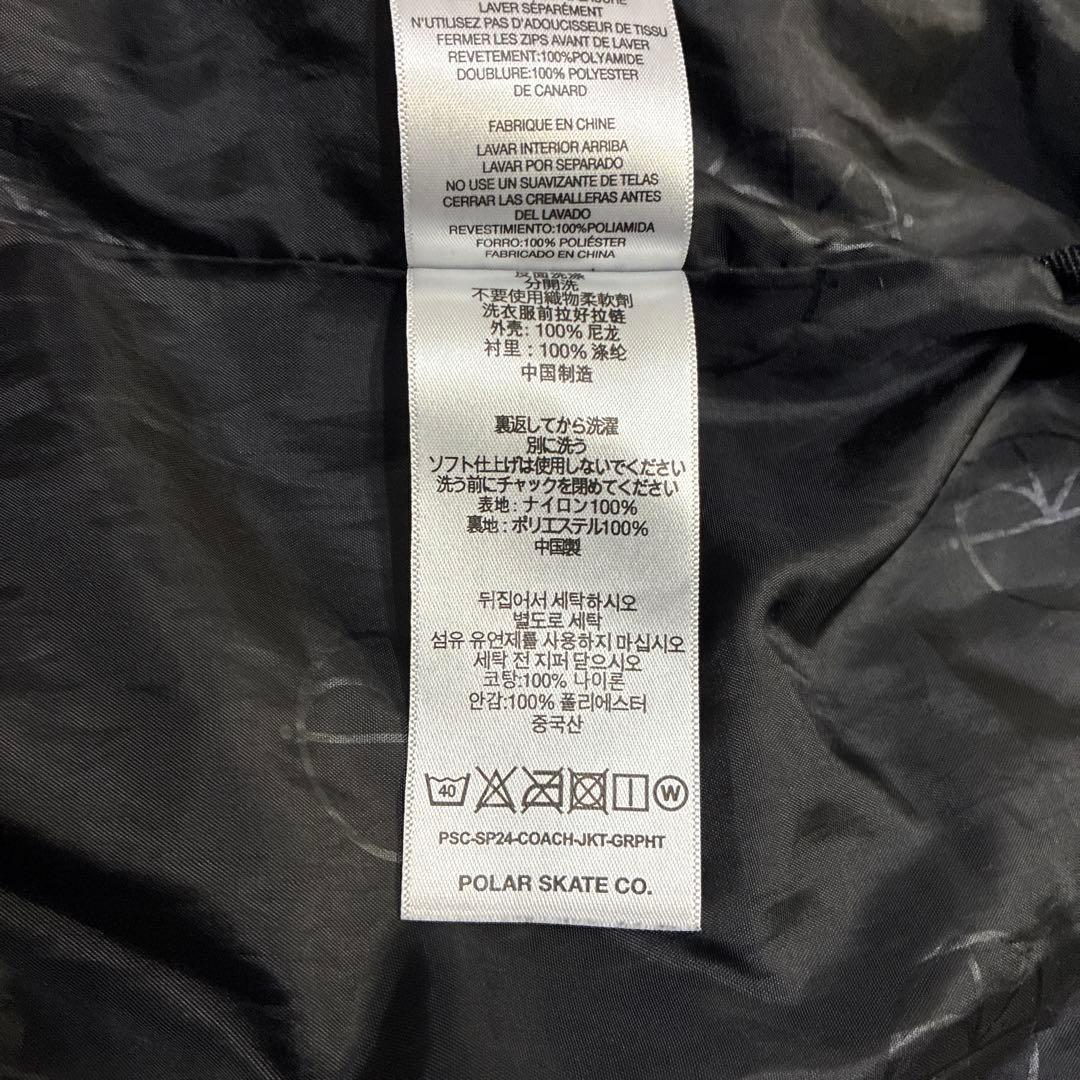 LAVER SÉPARÉMENT
N'UTILISEZ PAS D'ADOUCISSEUR DE TISSU
FERMER LES ZIPS AVANT DE LAVER
REVETEMENT:100%POLYAMIDE
DOUBLURE:100% POLYESTER
DE CANARD
FABRIQUE EN CHINE
LAVAR INTERIOR ARRIBA
LAVAR POR SEPARADO
NO USE UN SUAVIZANTE DE TELAS
CERRAR LAS CREMALLERAS ANTES
DEL LAVADO
REVESTIMIENTO:100%POLIAMIDA
FORRO:100% POLIÉSTER
FABRICADO EN CHINA
反面洗涤
分開洗
不要使用織物柔軟劑
洗衣服前拉好拉链
外壳: 100% 尼龙
衬里 : 100% 涤纶
中国制造
裏返してから洗濯
別に洗う
ソフト仕上げは使用しないでください
洗う前にチャックを閉めてください
表地: ナイロン100%
裏地: ポリエステル100%
中国製
뒤집어서 세탁하시오
별도로 세탁
섬유 유연제를 사용하지 마십시오
세탁 전 지퍼 닫으시오
코탕:100% 나이론
안감:100% 폴리에스터
중국산
40 W
PSC-SP24-COACH-JKT-GRPHT
POLAR SKATE CO.